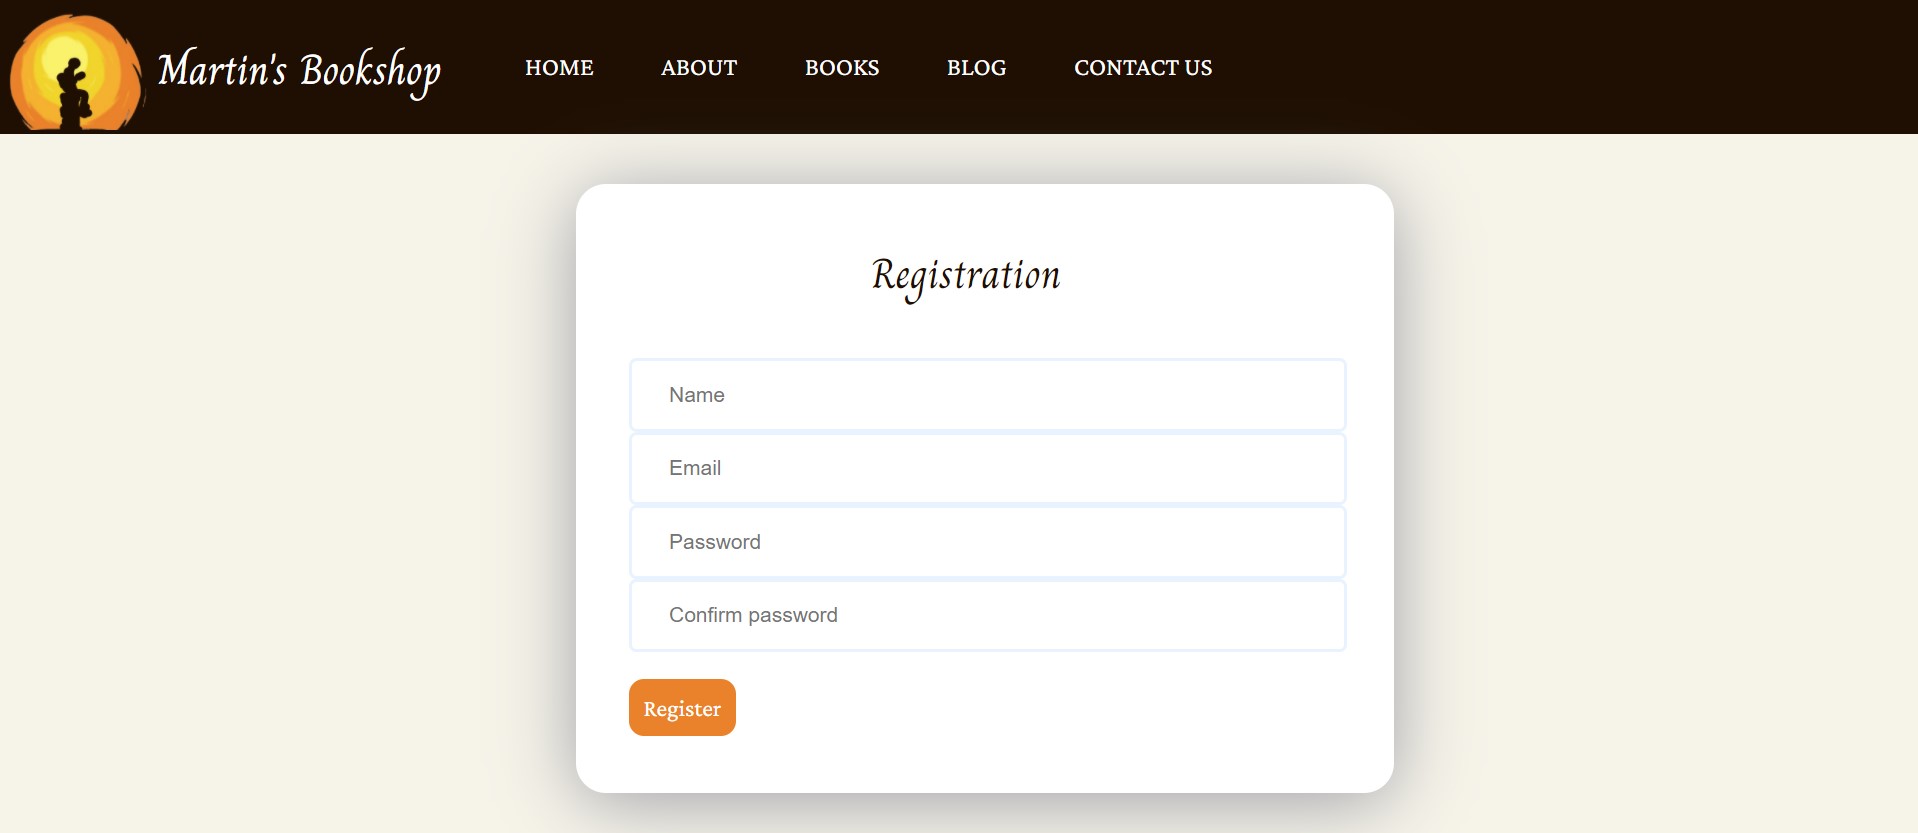 Martin's Bookshop
HOME ABOUT BOOKS BLOG CONTACT US
Registration
Name
Email
Password
Confirm password
Register